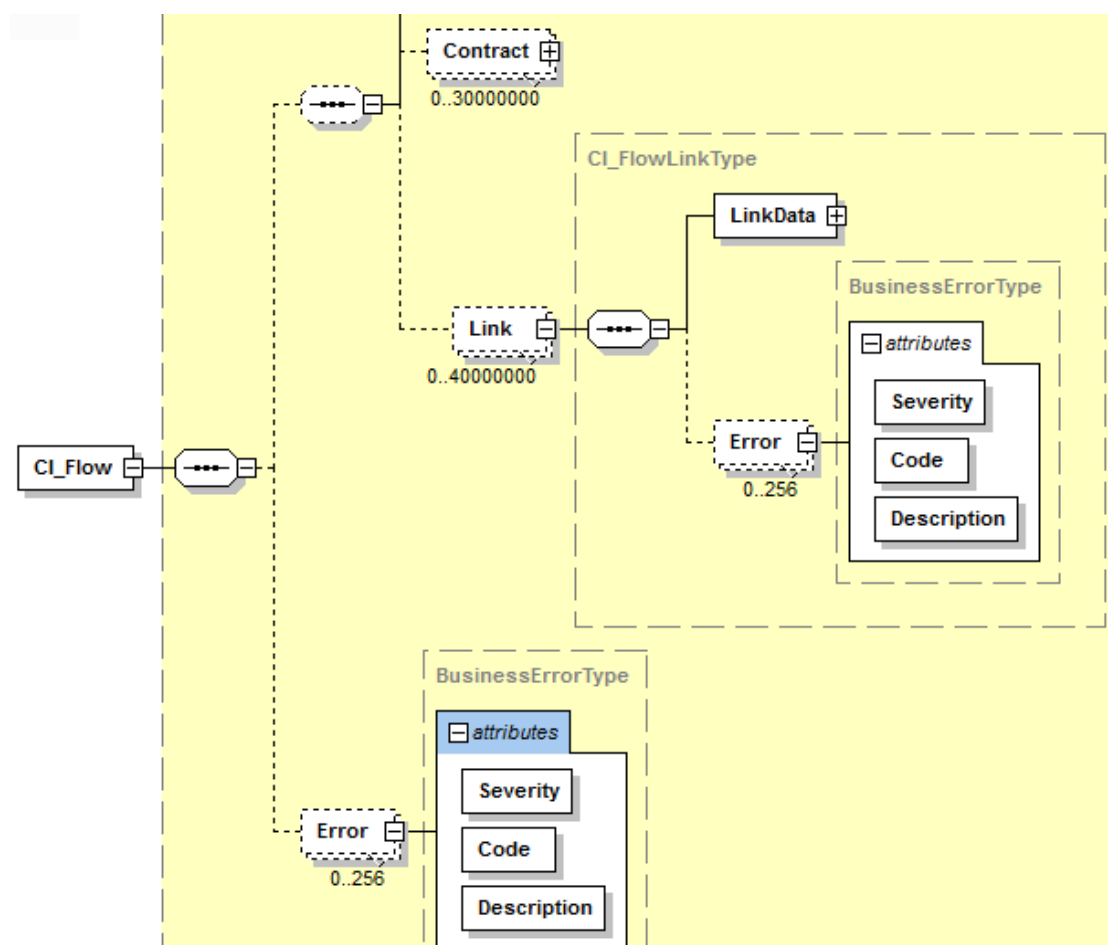 Contract
0..30000000
CI_FlowLinkType
LinkData
BusinessErrorType
attributes
Link
0..40000000
Severity
Error
0..256
Code
Description
CI_Flow
BusinessErrorType
attributes
Severity
Error
0..256
Code
Description